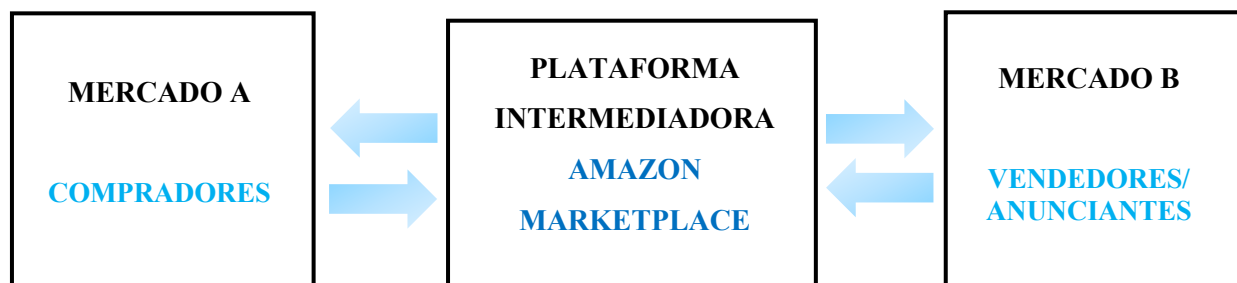 MERCADO A
COMPRADORES
PLATAFORMA
INTERMEDIADORA
AMAZON
MARKETPLACE
MERCADO B
VENDEDORES/
ANUNCIANTES